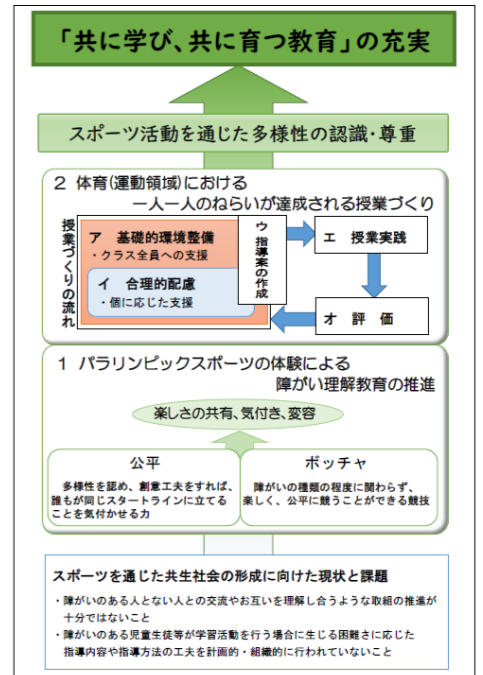 「共に学び、共に育つ教育」の充実
スポーツ活動を通じた多様性の認識・尊重
2 体育(運動領域)における
一人一人のねらいが達成される授業づくり
授業づくりの流れ
ア 基礎的環境整備
・クラス全員への支援
イ 合理的配慮
・個に応じた支援
ウ 指導案の作成
エ 授業実践
オ 評 価
1 パラリンピックスポーツの体験による
障がい理解教育の推進
楽しさの共有、気付き、変容
公平
多様性を認め、創意工夫をすれば、
誰もが同じスタートラインに立てる
ことを気付かせる力
ボッチャ
障がいの種類の程度に関わらず、
楽しく、公平に競うことができる競技
スポーツを通じた共生社会の形成に向けた現状と課題
・障がいのある人とない人との交流やお互いを理解し合うような取組の推進が
十分ではないこと
・障がいのある児童生徒等が学習活動を行う場合に生じる困難さに応じた
指導内容や指導方法の工夫を計画的・組織的に行われていないこと